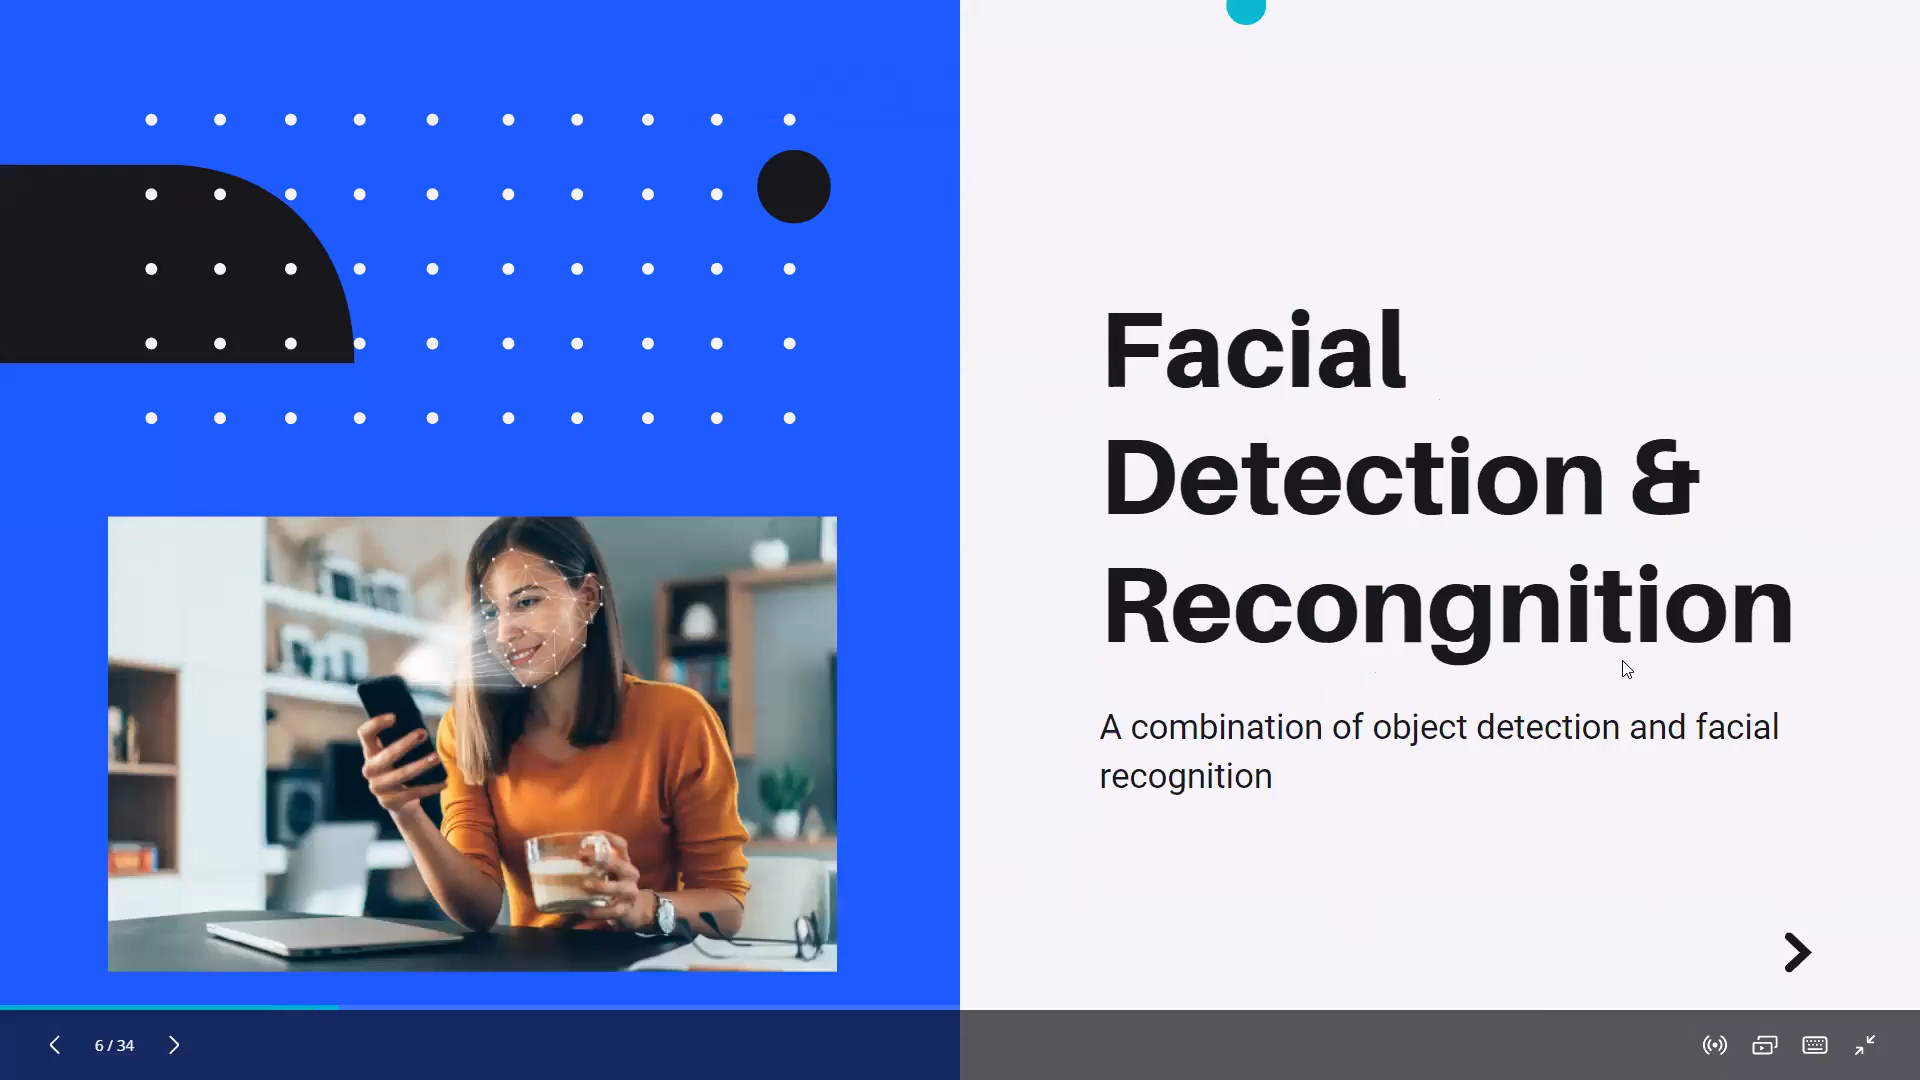 Facial
Detection &
Recongnition
A combination of object detection and facial
recognition
6 / 34